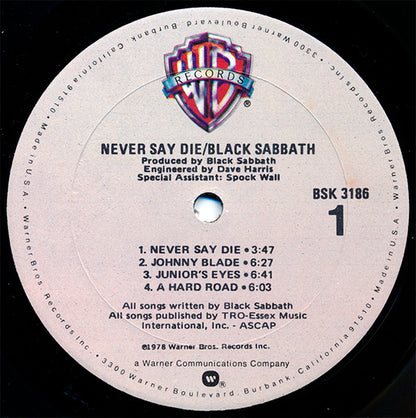 WB
RECORDS
®
NEVER SAY DIE/BLACK SABBATH
Produced by Black Sabbath
Engineered by Dave Harris
Special Assistant: Spock Wall
BSK 3186
1
1. NEVER SAY DIE • 3:47
2. JOHNNY BLADE • 6:27
3. JUNIOR'S EYES • 6:41
4. A HARD ROAD • 6:03
All songs written by Black Sabbath
All songs published by TRO-Essex Music
International, Inc. - ASCAP
℗1978 Warner Bros. Records Inc.
a Warner Communications Company
Warner Bros. Records Inc. • 3300 Warner Boulevard, Burbank, California 91510 • Made in U.S.A. • Warner Bros. Records Inc. • 3300 Warner Boulevard, Burbank, California 91510 • Made in U.S.A. •